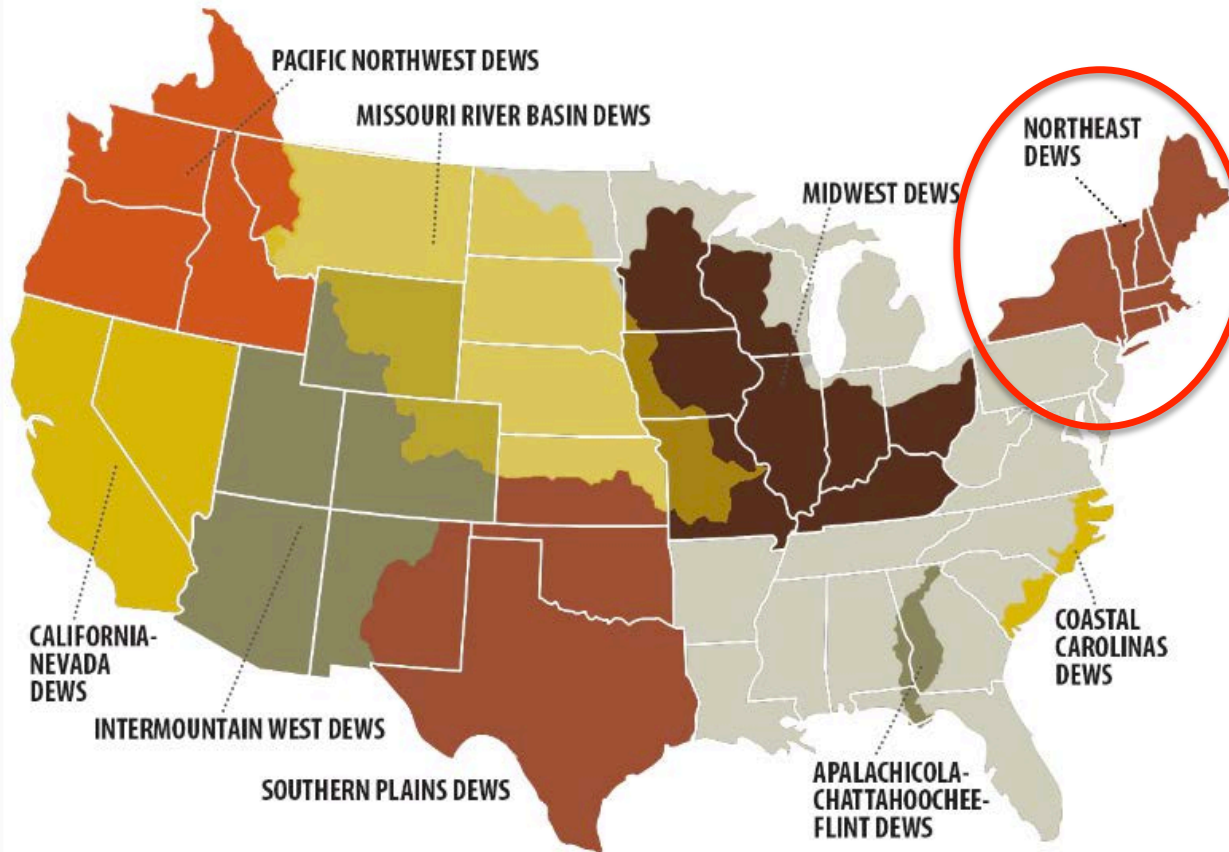 PACIFIC NORTHWEST DEWS
MISSOURI RIVER BASIN DEWS
NORTHEAST
DEWS
MIDWEST DEWS
CALIFORNIA-
NEVADA
DEWS
INTERMOUNTAIN WEST DEWS
SOUTHERN PLAINS DEWS
APALACHICOLA-
CHATTAHOOCHEE-
FLINT DEWS
COASTAL
CAROLINAS
DEWS